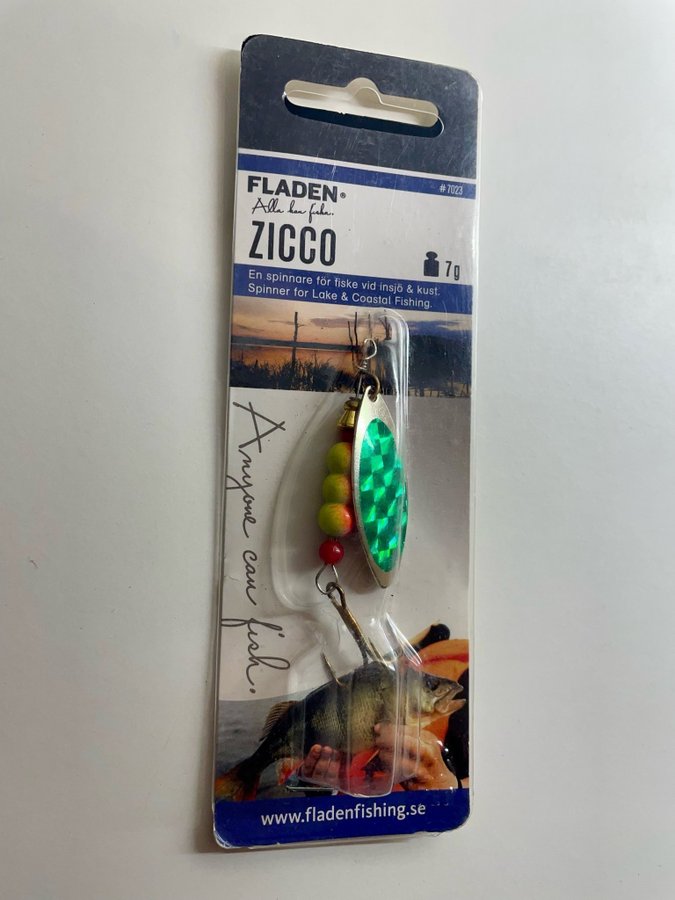 FLADEN®
#7023
Alla kan fiska.
ZICCO
7g
En spinnare för fiske vid insjö & kust.
Spinner for Lake & Coastal Fishing.
Anyone can fish.
www.fladenfishing.se